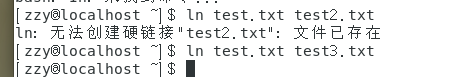 [zzy@localhost ~]$ ln test.txt test2.txt
ln: 无法创建硬链接"test2.txt": 文件已存在
[zzy@localhost ~]$ ln test.txt test3.txt
[zzy@localhost ~]$